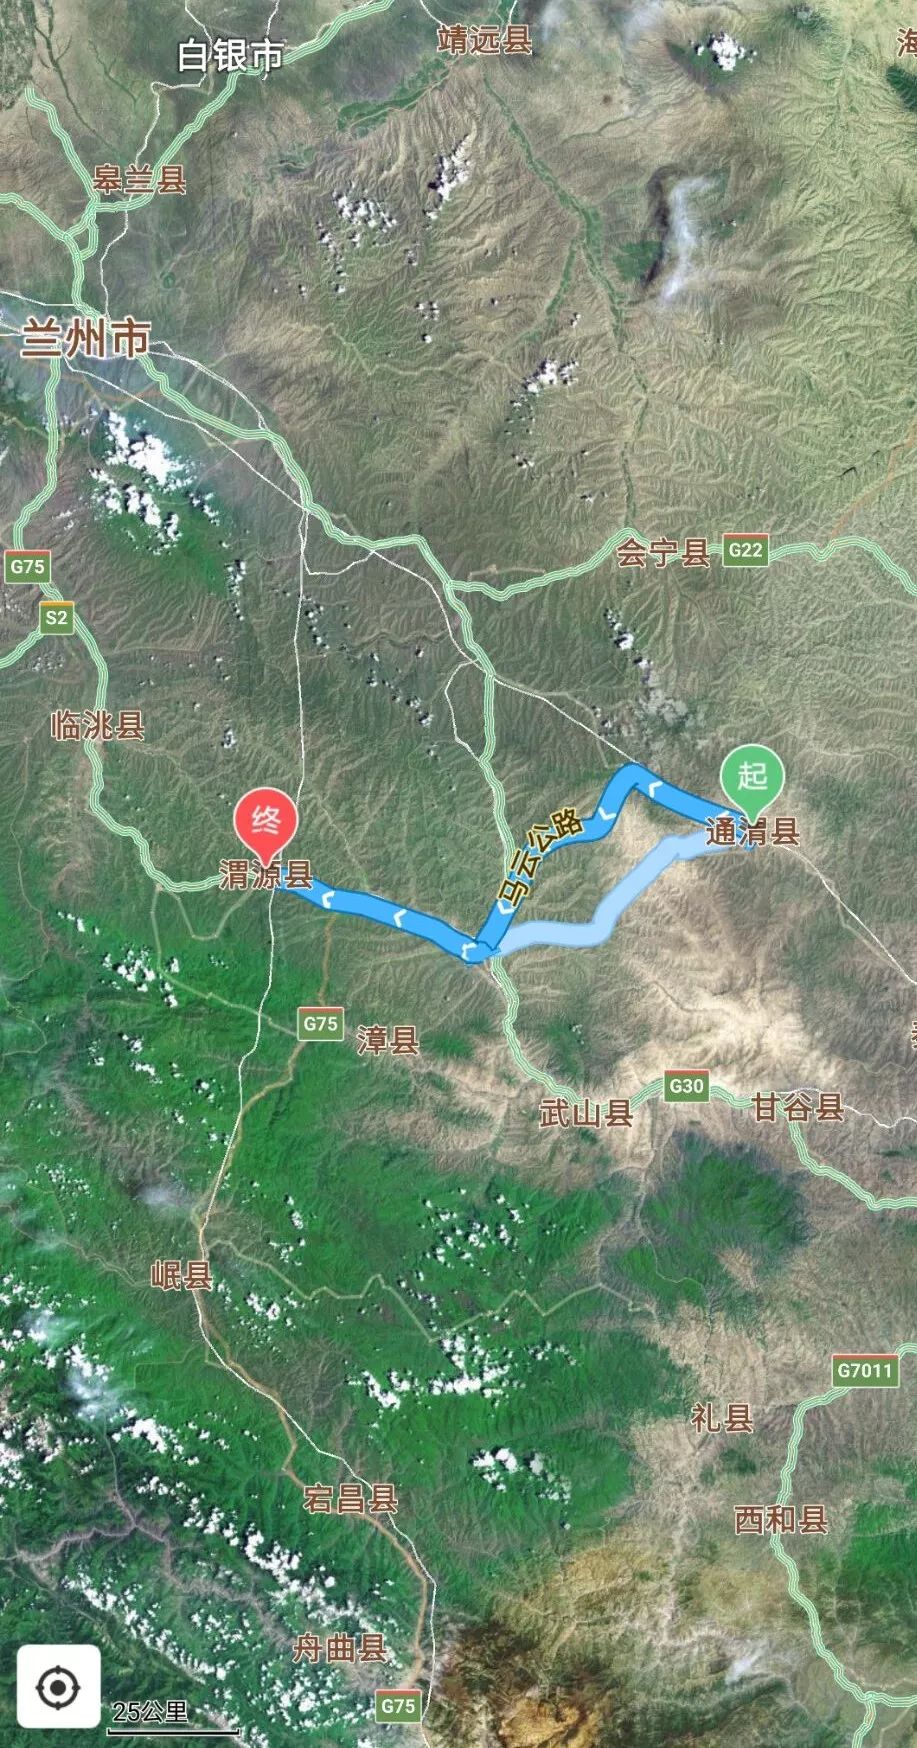 白银市
靖远县
海
皋兰县
兰州市
会宁县
G22
G75
S2
临洮县
起
通渭县
终
渭源县
马云公路
G75
漳县
G30
武山县
甘谷县
岷县
G7011
礼县
宕昌县
西和县
舟曲县
G75
25公里